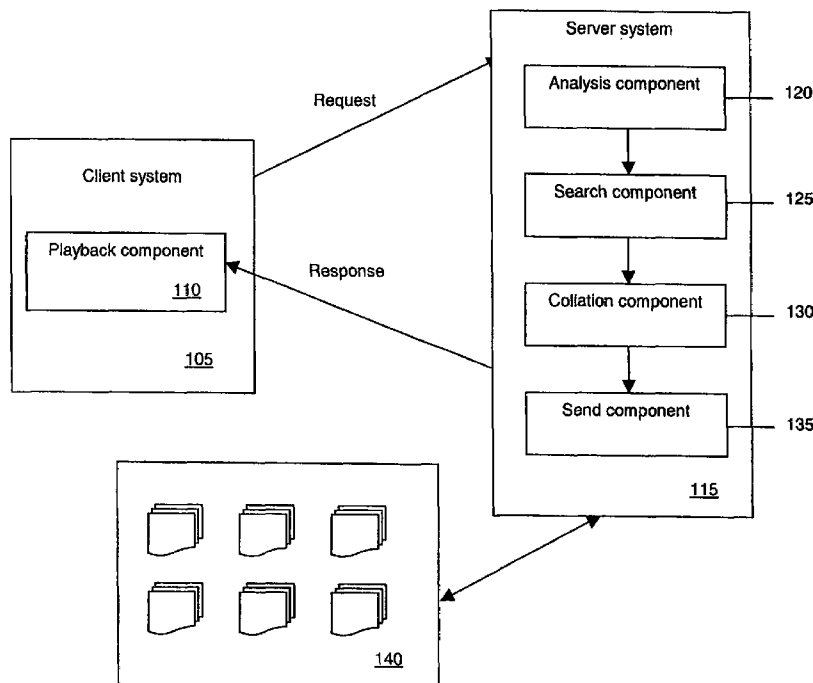 Server system
Analysis component
120
Request
Client system
Search component
125
Playback component
Response
110
Collation component
130
105
Send component
135
115
140